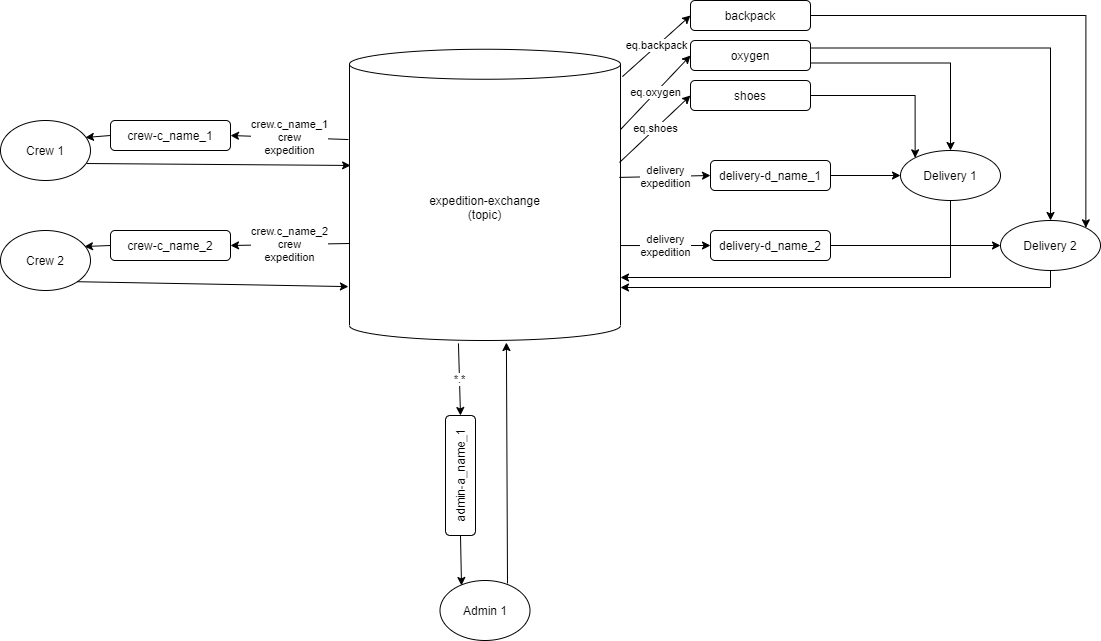 backpack
eq.backpack
oxygen
eq.oxygen
shoes
eq.shoes
crew.c_name_1
crew
expedition
crew-c_name_1
Crew 1
delivery
expedition
delivery-d_name_1
Delivery 1
expedition-exchange
(topic)
crew.c_name_2
crew
expedition
crew-c_name_2
Crew 2
delivery
expedition
delivery-d_name_2
Delivery 2
*.*
admin-a_name_1
Admin 1